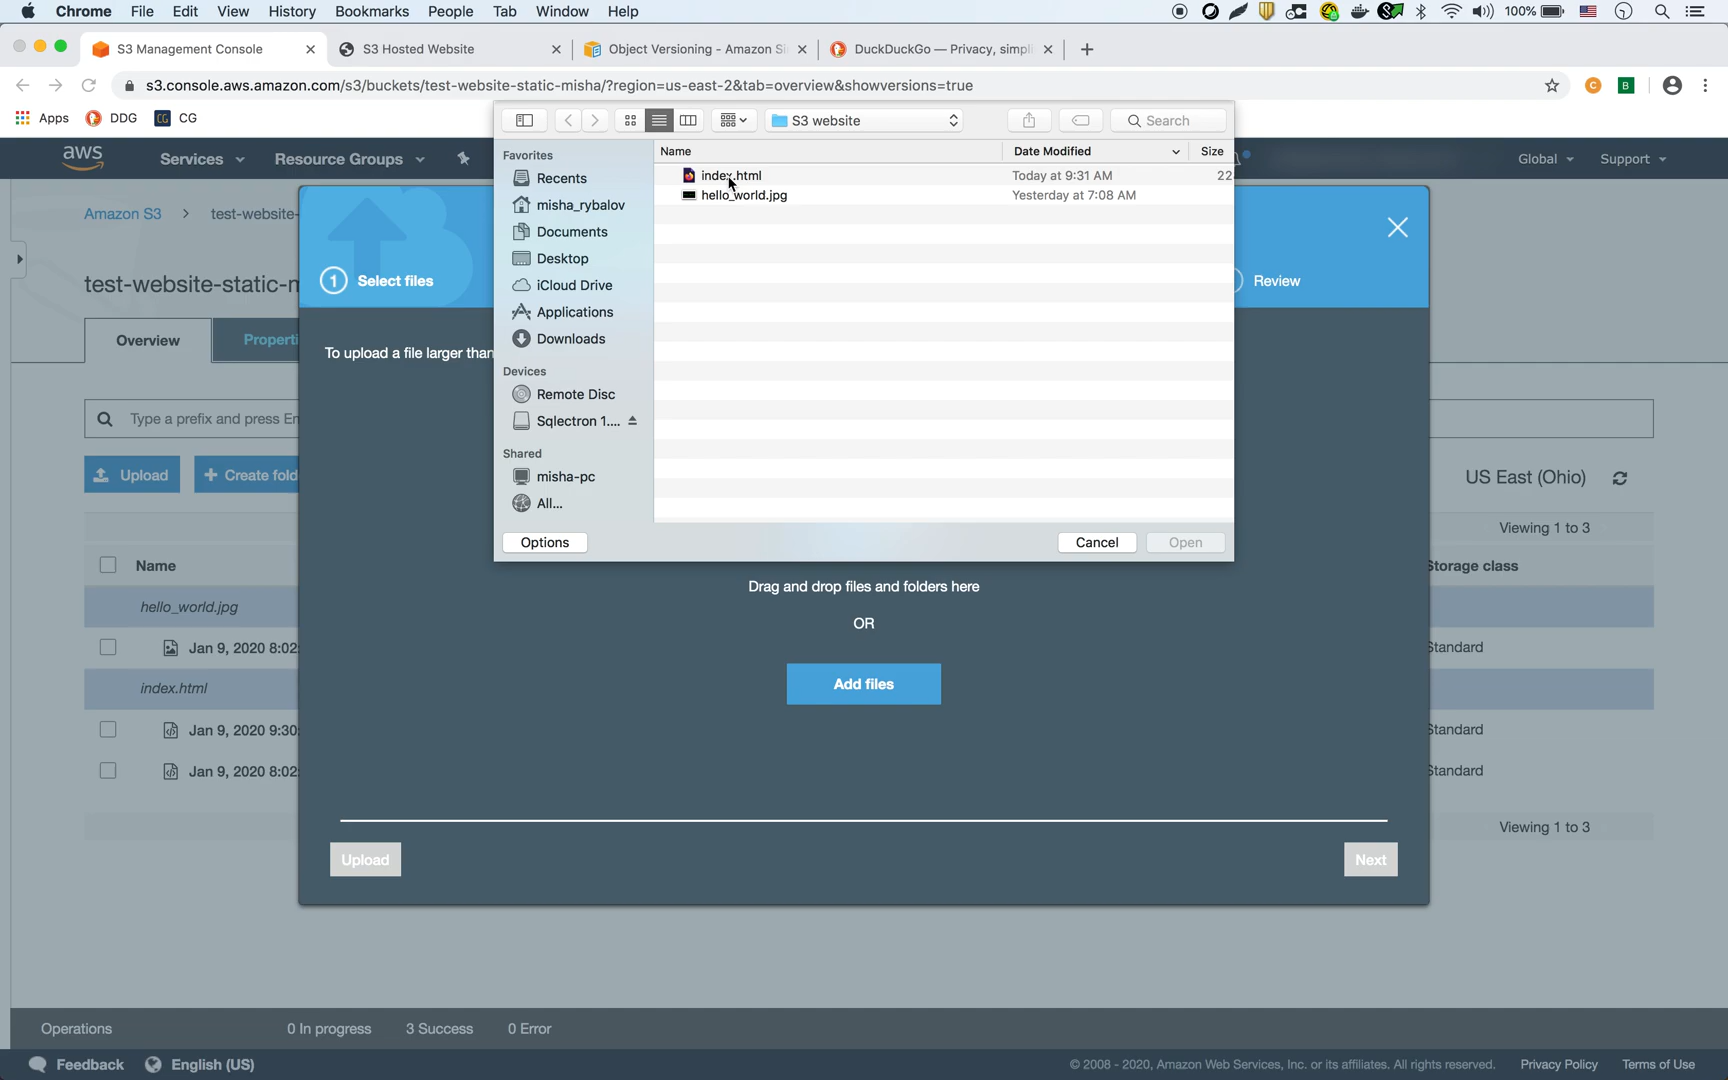 Chrome File Edit View History Bookmarks People Tab Window Help 100%
S3 Management Console S3 Hosted Website Object Versioning - Amazon Si DuckDuckGo — Privacy, simpli
s3.console.aws.amazon.com/s3/buckets/test-website-static-misha/?region=us-east-2&tab=overview&showversions=true
Apps DDG CG
S3 website Search
aws Services Resource Groups Global Support
Favorites
Recents
misha_rybalov
Documents
Desktop
iCloud Drive
Applications
Downloads
Devices
Remote Disc
Sqlectron 1....
Shared
misha-pc
All...
Name Date Modified Size
index.html Today at 9:31 AM 22
hello_world.jpg Yesterday at 7:08 AM
Options Cancel Open
Amazon S3 > test-website-
test-website-static-m
1 Select files Review
Overview Properti
To upload a file larger than
Type a prefix and press En
Upload + Create fold US East (Ohio)
Viewing 1 to 3
Name Storage class
hello_world.jpg
Jan 9, 2020 8:02: Standard
index.html
Jan 9, 2020 9:30: Standard
Jan 9, 2020 8:02: Standard
Viewing 1 to 3
Drag and drop files and folders here
OR
Add files
Upload Next
Operations 0 In progress 3 Success 0 Error
Feedback English (US) © 2008 - 2020, Amazon Web Services, Inc. or its affiliates. All rights reserved. Privacy Policy Terms of Use